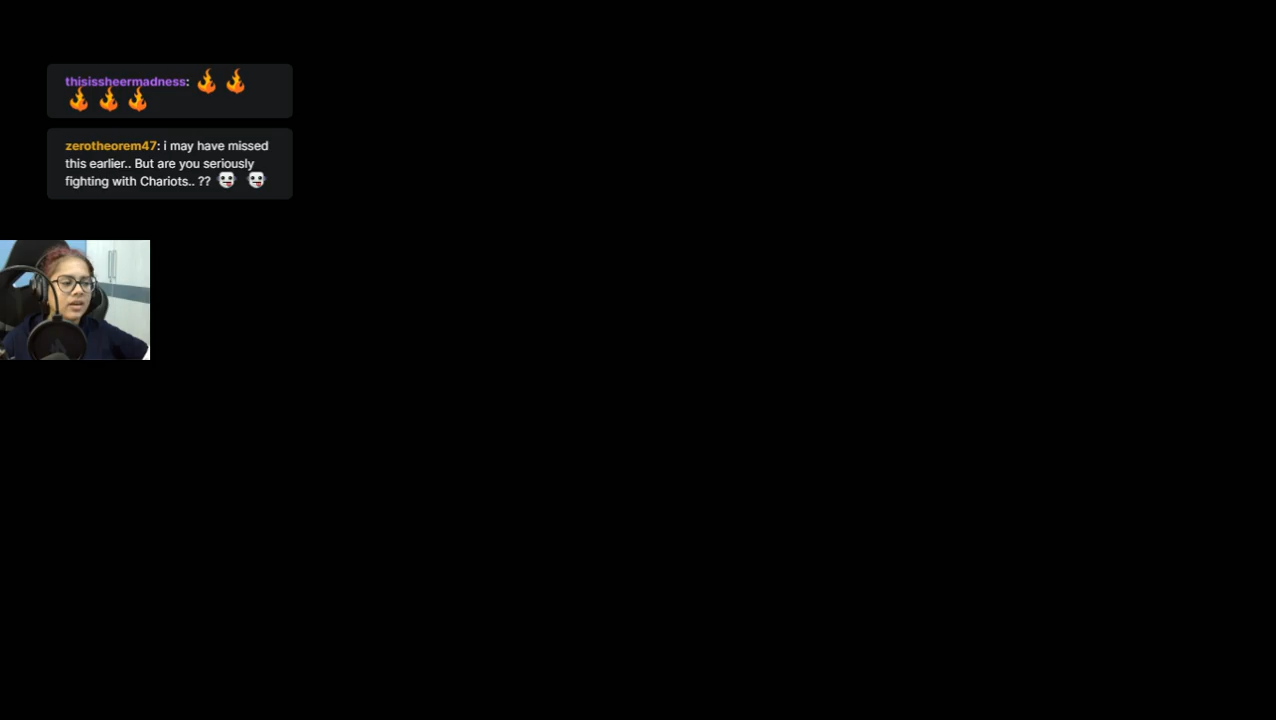 thisissheermadness: 🔥 🔥
🔥 🔥 🔥
zerotheorem47: i may have missed
this earlier.. But are you seriously
fighting with Chariots.. ??